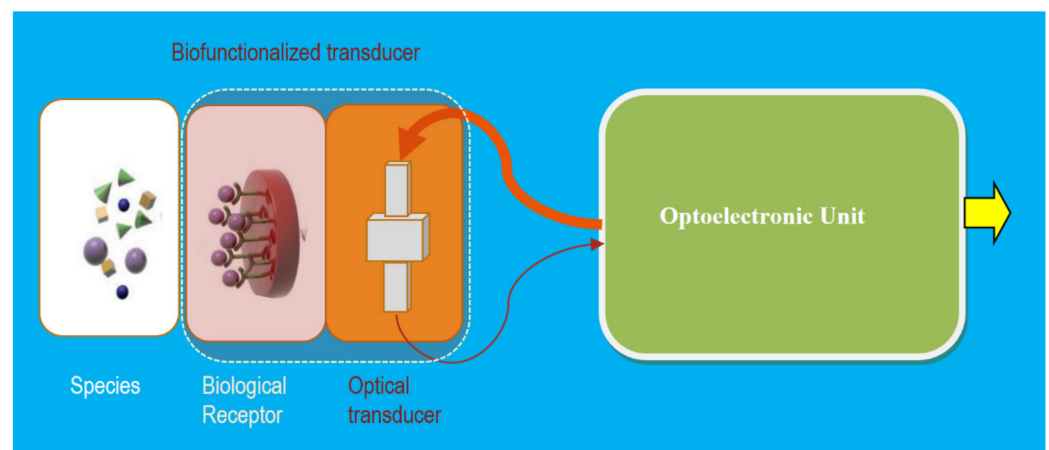 Biofunctionalized transducer
Optoelectronic Unit
Species
Biological
Receptor
Optical
transducer